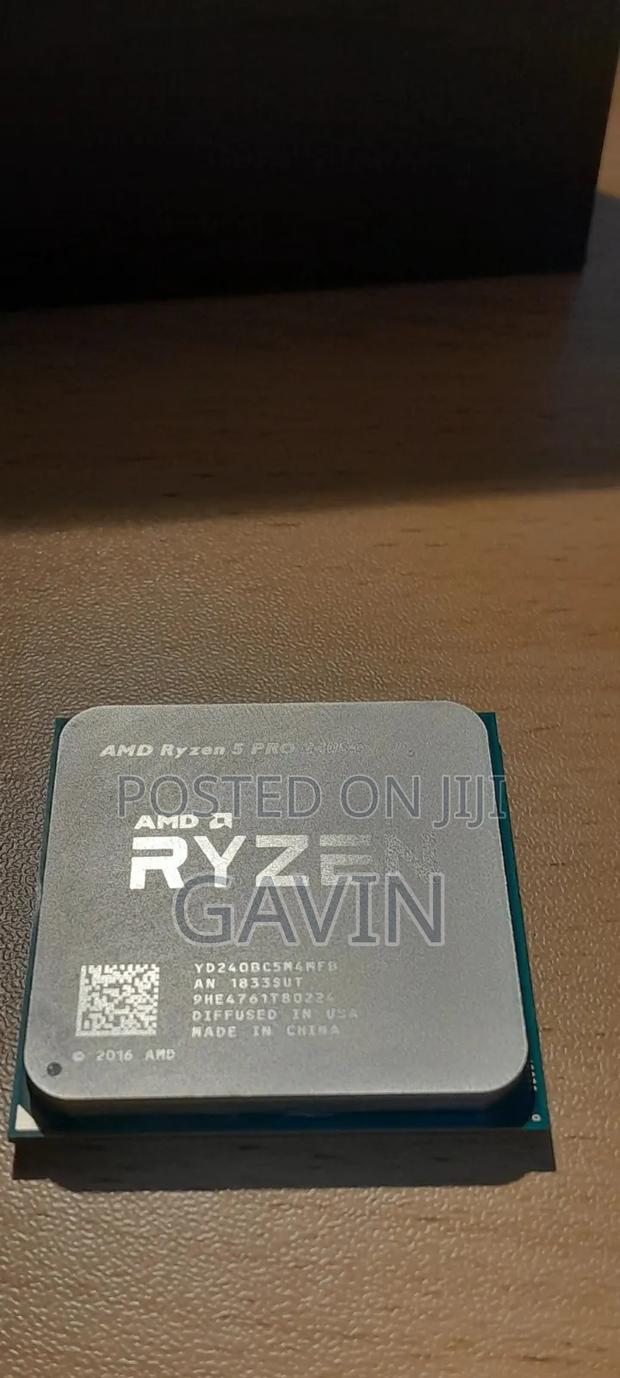 AMD Ryzen 5 PRO
POSTED ON JIJI
AMD
RYZEN
GAVIN
YD240BC5M4MFB
AN 1833SUT
9HE4761T80224
DIFFUSED IN USA
MADE IN CHINA
© 2016 AMD